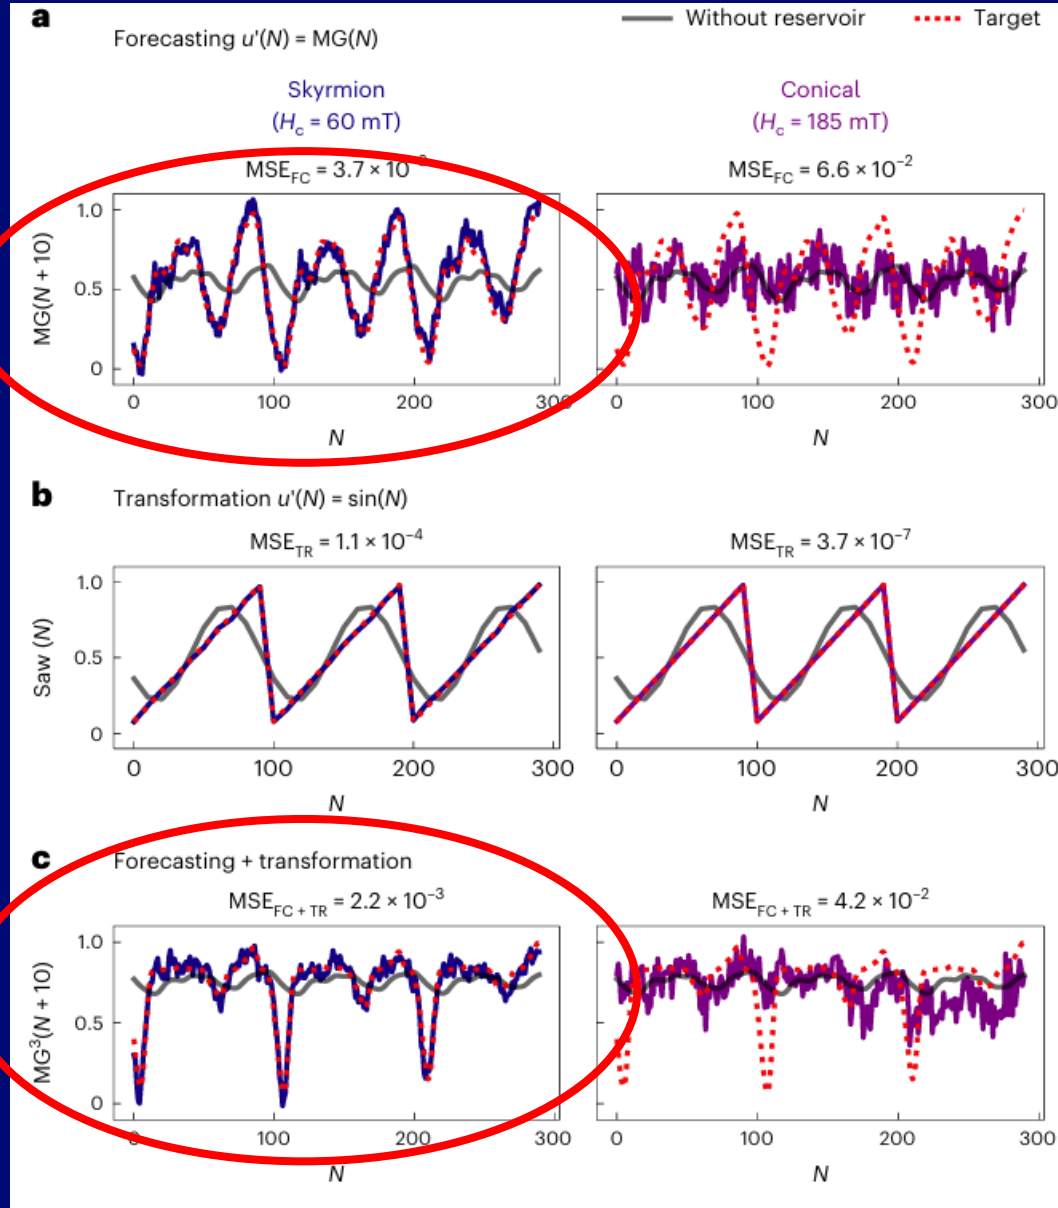 a
Without reservoir
Target
Forecasting u'(N) = MG(N)
Skyrmion
(Hc = 60 mT)
Conical
(Hc = 185 mT)
MSE_FC = 3.7 × 10
MSE_FC = 6.6 × 10⁻²
MG(N + 10)
1.0
0.5
0
0 100 200 300
N
0 100 200 300
N
b
Transformation u'(N) = sin(N)
MSE_TR = 1.1 × 10⁻⁴
MSE_TR = 3.7 × 10⁻⁷
Saw (N)
1.0
0.5
0
0 100 200 300
N
0 100 200 300
N
c
Forecasting + transformation
MSE_FC + TR = 2.2 × 10⁻³
MSE_FC + TR = 4.2 × 10⁻²
MG³(N + 10)
1.0
0.5
0
0 100 200 300
N
0 100 200 300
N